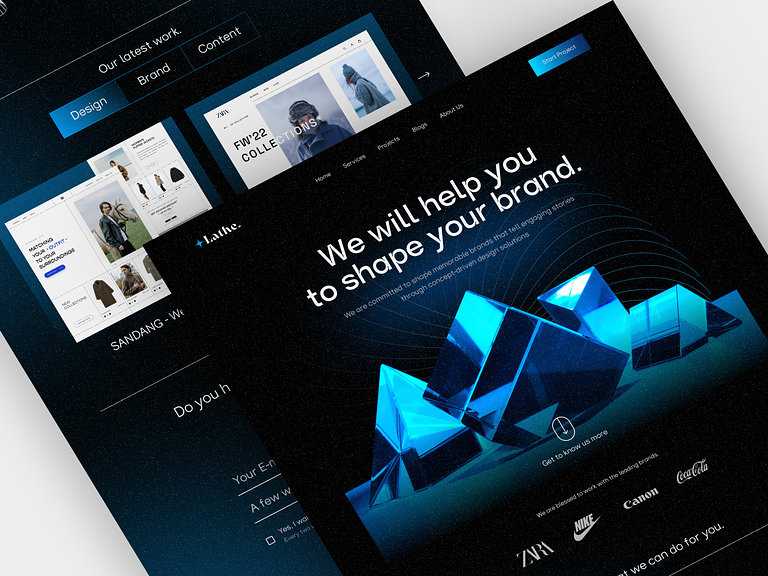 Our latest work.
Design
Brand
Content
ZARA
FW'22
COLLECTIONS
MATCHING
YOUR - OUTFIT -
TO YOUR
SURROUNDINGS
NEW
COLLECTIONS
SANDANG - We
Do you h
Your E-m
A few w
Yes, I wa
Every two
Start Project
Home
Services
Projects
Blogs
About Us
Lathe.
We will help you
to shape your brand.
We are committed to shape memorable brands that tell engaging stories
through concept-driven design solutions
Get to know us more
We are blessed to work with the leading brands.
ZARA
NIKE
Canon
Coca-Cola
at we can do for you.